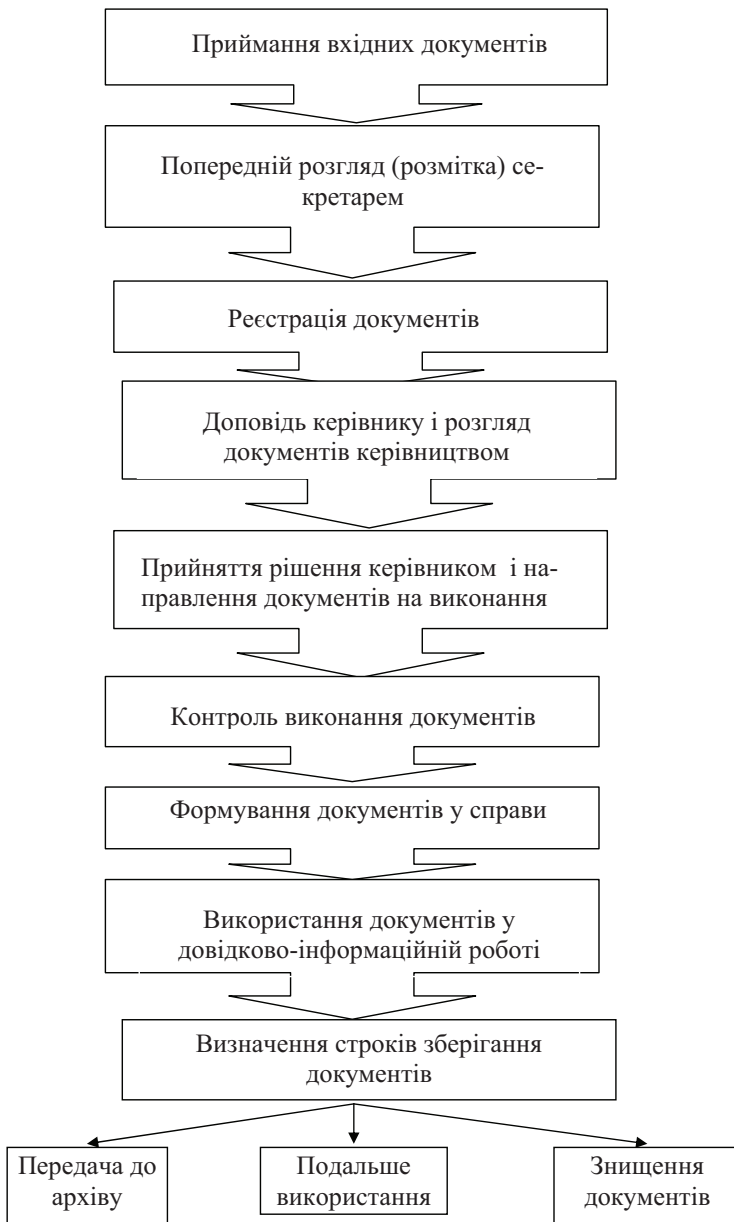 Приймання вхідних документів
Попередній розгляд (розмітка) се-
кретарем
Реєстрація документів
Доповідь керівнику і розгляд
документів керівництвом
Прийняття рішення керівником і на-
правлення документів на виконання
Контроль виконання документів
Формування документів у справи
Використання документів у
довідково-інформаційній роботі
Визначення строків зберігання
документів
Передача до
архіву
Подальше
використання
Знищення
документів